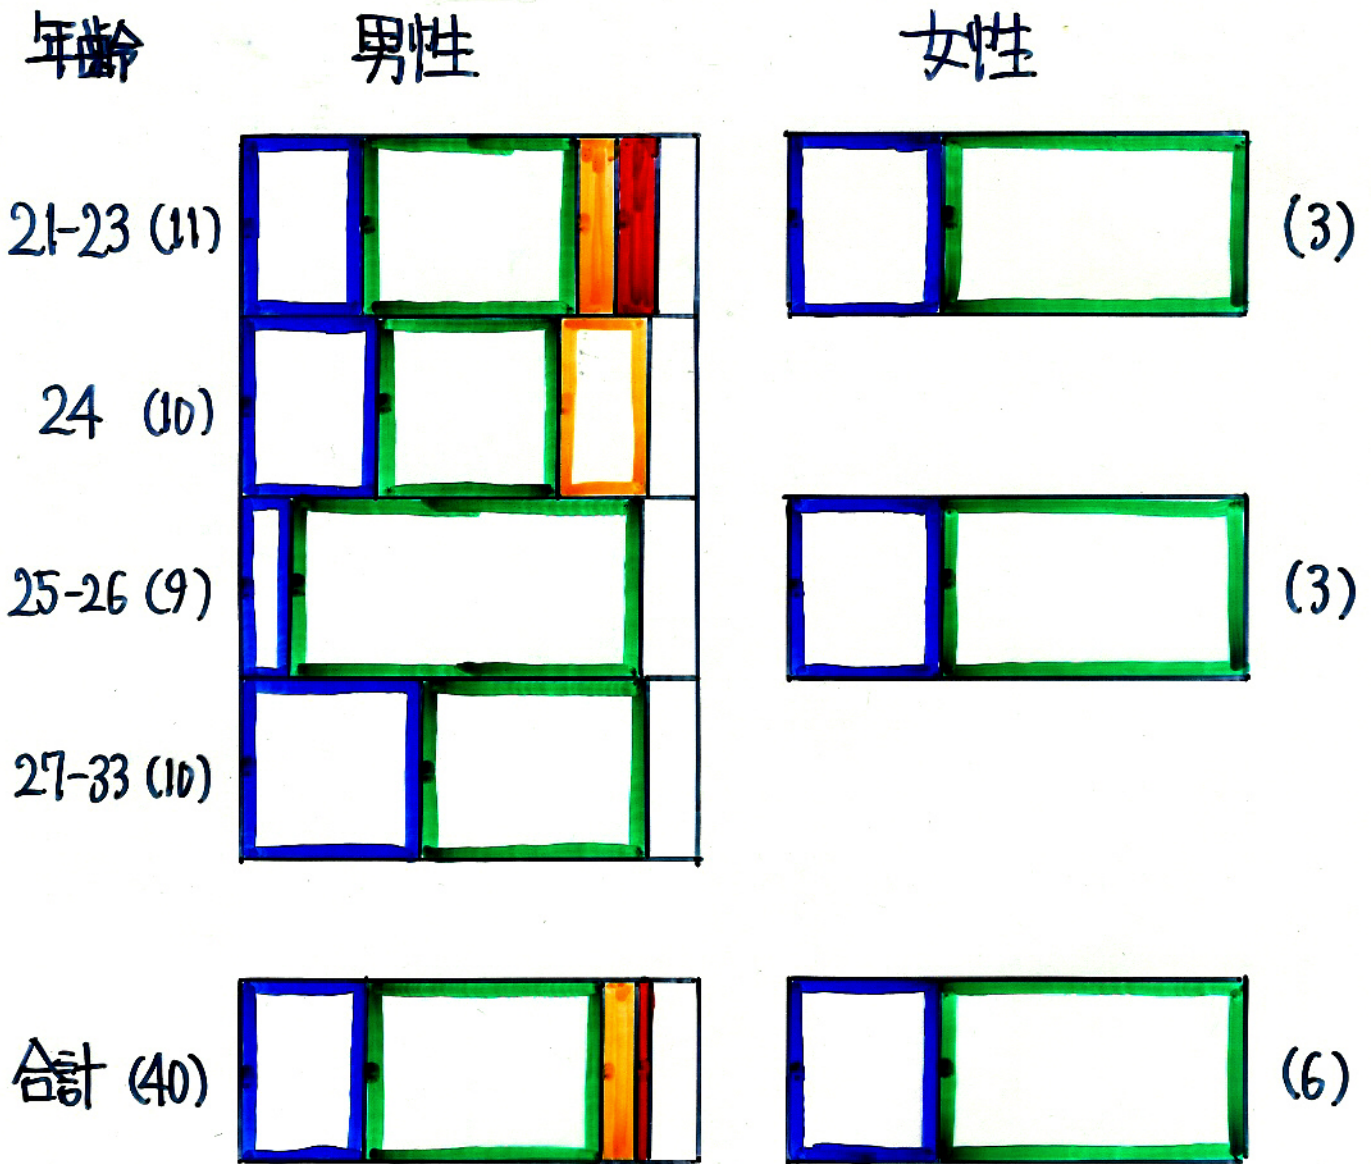 年齢 男性 女性
21-23 (11) (3)
24 (10)
25-26 (9) (3)
27-33 (10)
合計 (40) (6)